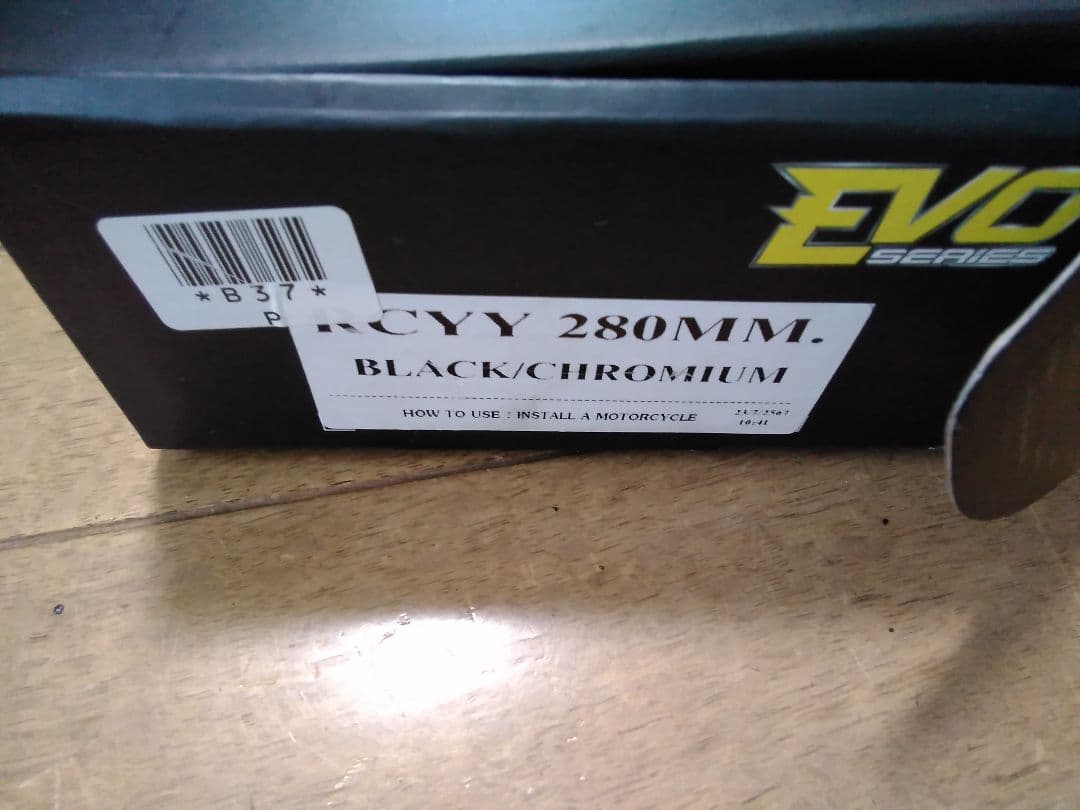 EVO
SERIES
*B37*
P
RCYY 280MM.
BLACK/CHROMIUM
HOW TO USE : INSTALL A MOTORCYCLE
23/7/2567
10:41